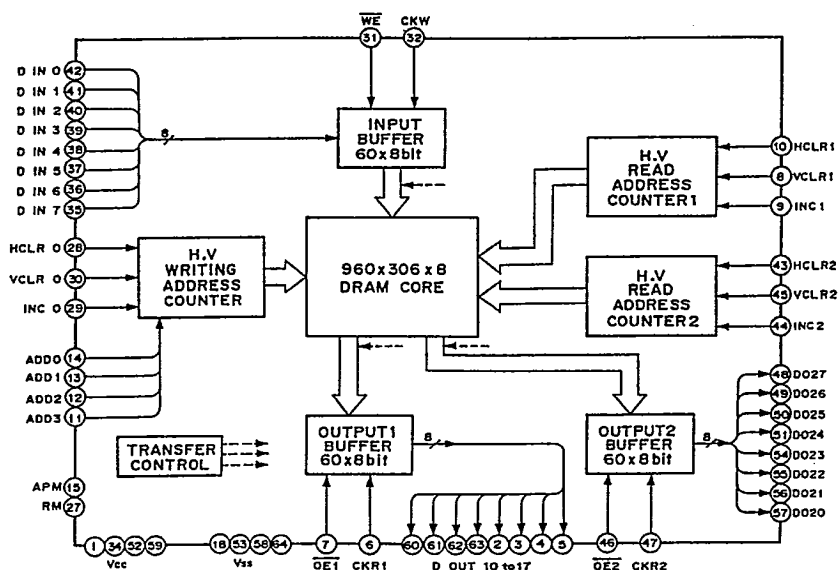 WE CKW
31 32
D IN 0 42
D IN 1 41
D IN 2 40
D IN 3 39
D IN 4 38
D IN 5 37
D IN 6 36
D IN 7 35
8
INPUT
BUFFER
60x8bit
10 HCLR1
8 VCLR1
9 INC1
H.V
READ
ADDRESS
COUNTER1
HCLR 0 28
VCLR 0 30
INC 0 29
H.V
WRITING
ADDRESS
COUNTER
960x306x8
DRAM CORE
H.V
READ
ADDRESS
COUNTER2
43 HCLR2
45 VCLR2
44 INC2
ADD0 14
ADD1 13
ADD2 12
ADD3 11
48 DO27
49 DO26
50 DO25
51 DO24
54 DO23
55 DO22
56 DO21
57 DO20
TRANSFER
CONTROL
OUTPUT1
BUFFER
60x8bit
8
OUTPUT2
BUFFER
60x8bit
8
APM 15
RM 27
1 34 52 59
Vcc
18 53 58 64
Vss
7 6
OE1 CKR1
60 61 62 63 2 3 4 5
D OUT 10 to 17
46 47
OE2 CKR2